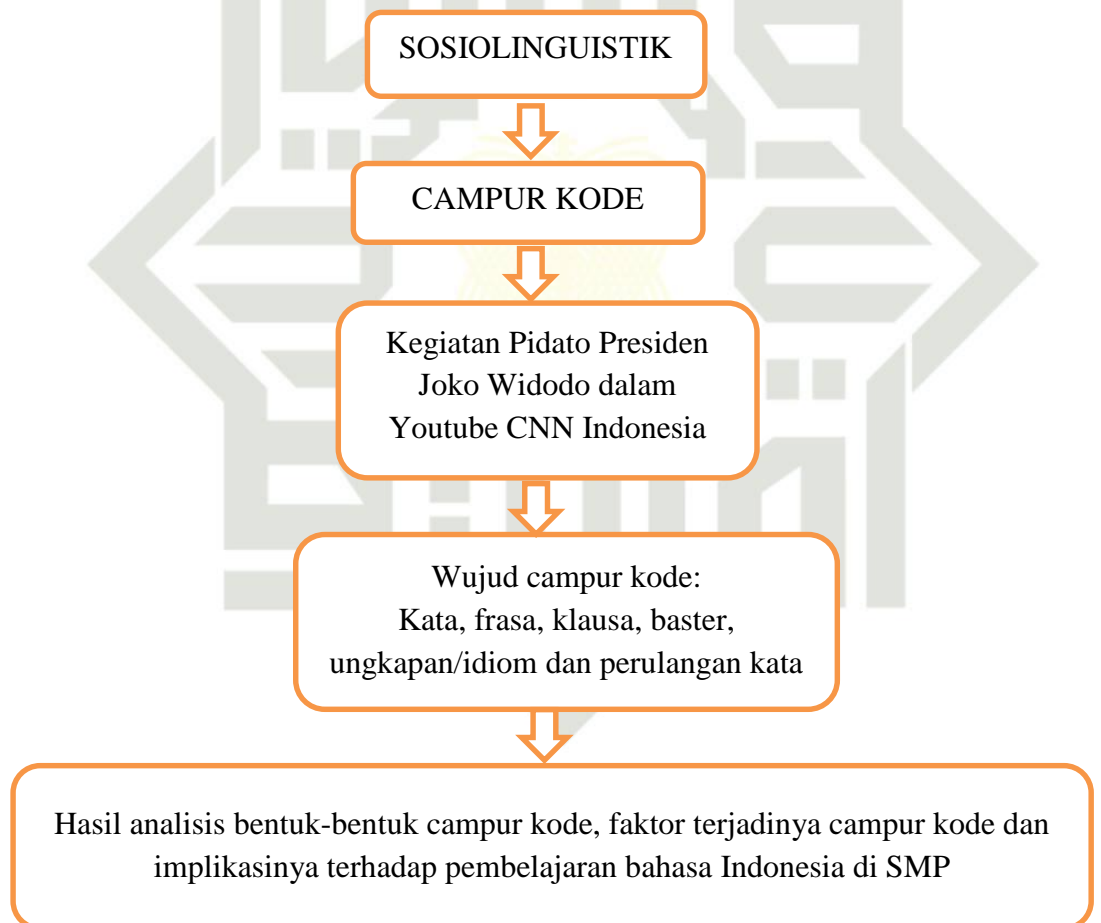 SOSIOLINGUISTIK
CAMPUR KODE
Kegiatan Pidato Presiden
Joko Widodo dalam
Youtube CNN Indonesia
Wujud campur kode:
Kata, frasa, klausa, baster,
ungkapan/idiom dan perulangan kata
Hasil analisis bentuk-bentuk campur kode, faktor terjadinya campur kode dan
implikasinya terhadap pembelajaran bahasa Indonesia di SMP